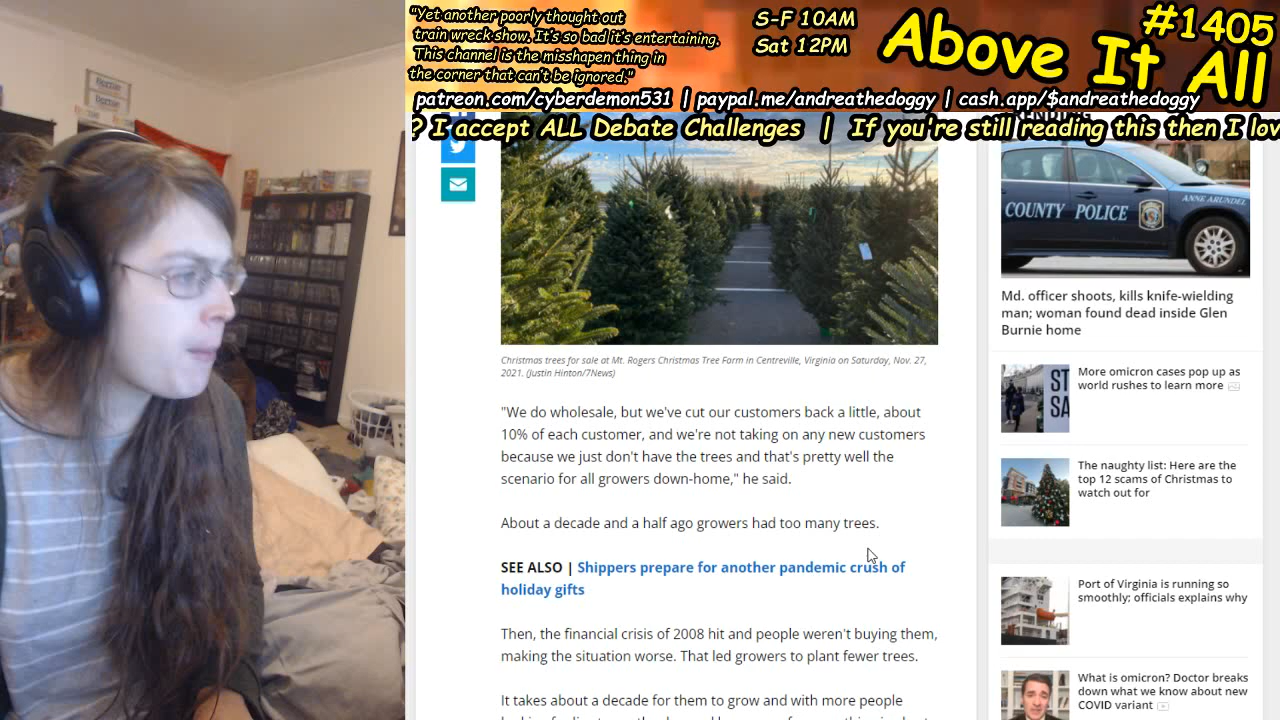 "Yet another poorly thought out
train wreck show. It's so bad it's entertaining.
This channel is the misshapen thing in
the corner that can't be ignored."
S-F 10AM
Sat 12PM
Above It All
#1405
patreon.com/cyberdemon531 | paypal.me/andreathedoggy | cash.app/$andreathedoggy
? I accept ALL Debate Challenges | If you're still reading this then I lov
COUNTY POLICE
ANNE ARUNDEL
Christmas trees for sale at Mt. Rogers Christmas Tree Farm in Centreville, Virginia on Saturday, Nov. 27,
2021. (Justin Hinton/7News)
"We do wholesale, but we've cut our customers back a little, about
10% of each customer, and we're not taking on any new customers
because we just don't have the trees and that's pretty well the
scenario for all growers down-home," he said.
About a decade and a half ago growers had too many trees.
SEE ALSO | Shippers prepare for another pandemic crush of
holiday gifts
Then, the financial crisis of 2008 hit and people weren't buying them,
making the situation worse. That led growers to plant fewer trees.
It takes about a decade for them to grow and with more people
Md. officer shoots, kills knife-wielding
man; woman found dead inside Glen
Burnie home
ST
SA
More omicron cases pop up as
world rushes to learn more
The naughty list: Here are the
top 12 scams of Christmas to
watch out for
Port of Virginia is running so
smoothly; officials explains why
What is omicron? Doctor breaks
down what we know about new
COVID variant